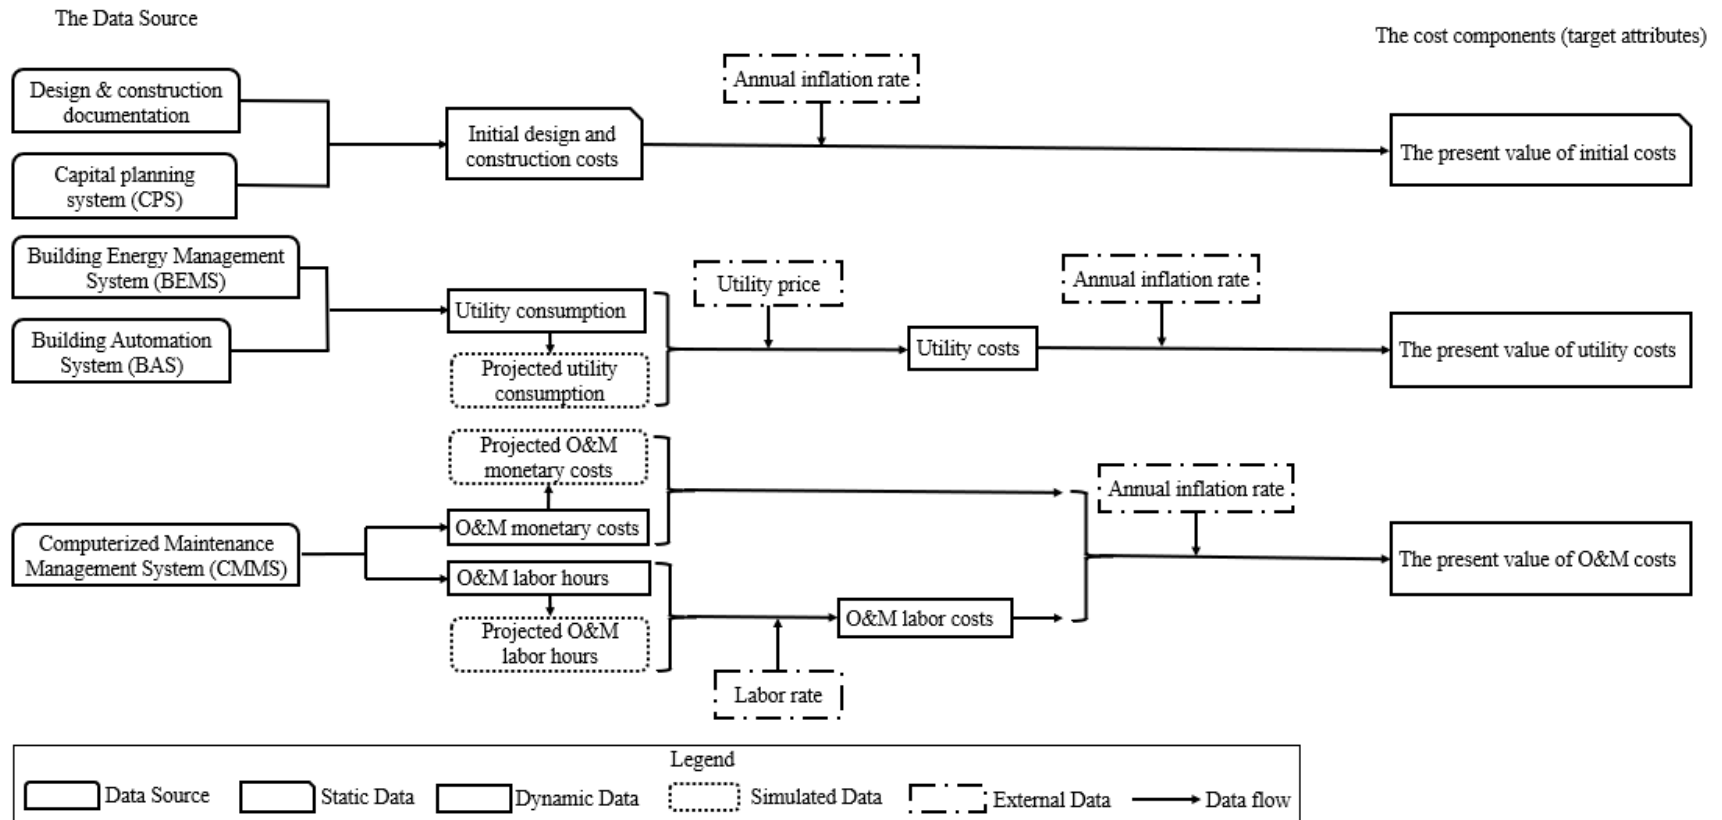 The Data Source
The cost components (target attributes)
Design & construction
documentation
Annual inflation rate
Initial design and
construction costs
The present value of initial costs
Capital planning
system (CPS)
Building Energy Management
System (BEMS)
Utility consumption
Utility price
Annual inflation rate
Building Automation
System (BAS)
Projected utility
consumption
Utility costs
The present value of utility costs
Projected O&M
monetary costs
Annual inflation rate
O&M monetary costs
Computerized Maintenance
Management System (CMMS)
O&M labor hours
The present value of O&M costs
Projected O&M
labor hours
O&M labor costs
Labor rate
Legend
Data Source
Static Data
Dynamic Data
Simulated Data
External Data
Data flow